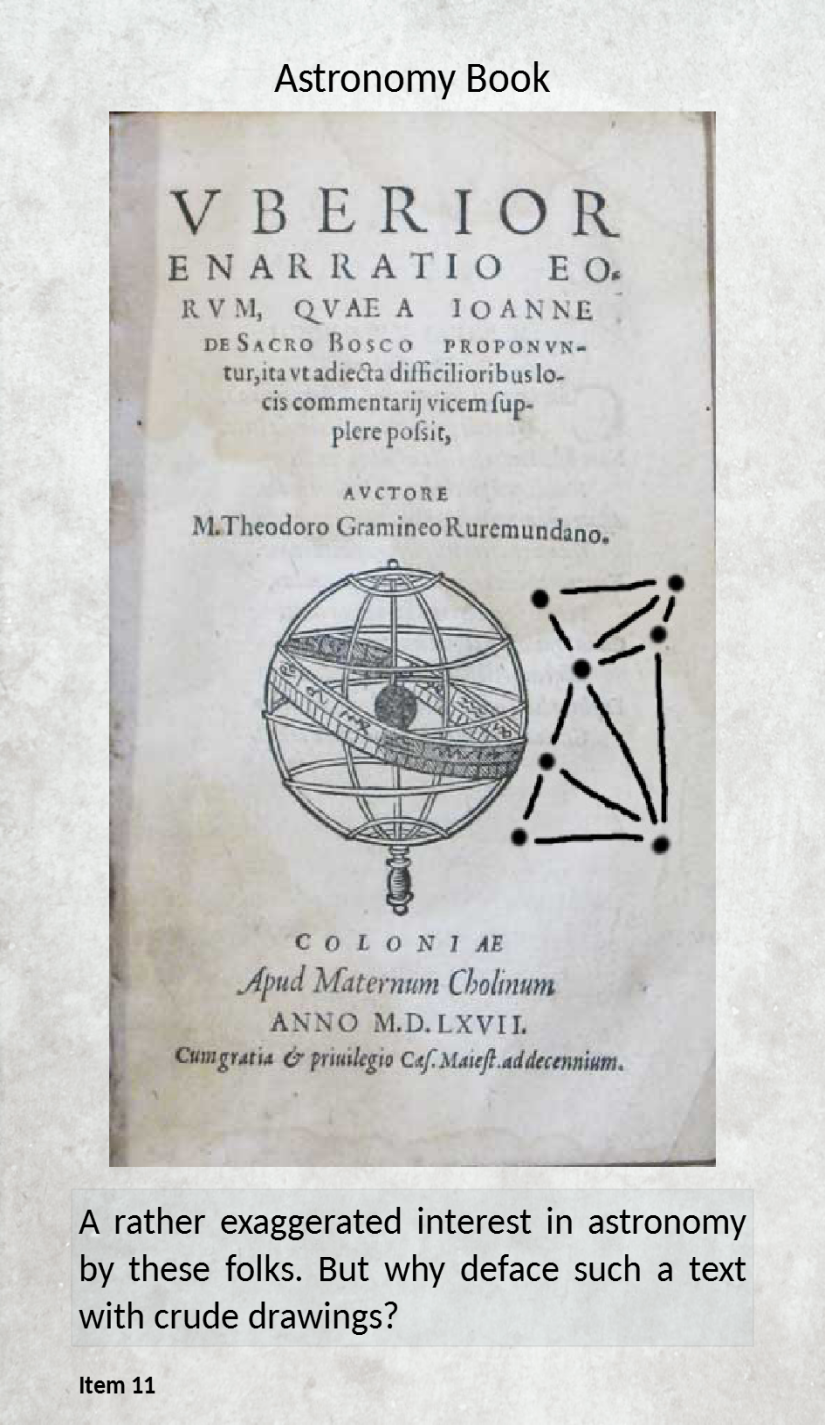 Astronomy Book
VBERIOR
ENARRATIO EO-
RVM, QVAE A IOANNE
DE SACRO BOSCO PROPONVN-
tur, ita vt adiecta difficilioribus lo-
cis commentarij vicem ſup-
plere poſsit,
AVCTORE
M. Theodoro Gramineo Ruremundano.
COLONIAE
Apud Maternum Cholinum
ANNO M.D.LXVII.
Cum gratia & priuilegio Cæſ. Maieſt. ad decennium.
A rather exaggerated interest in astronomy
by these folks. But why deface such a text
with crude drawings?
Item 11